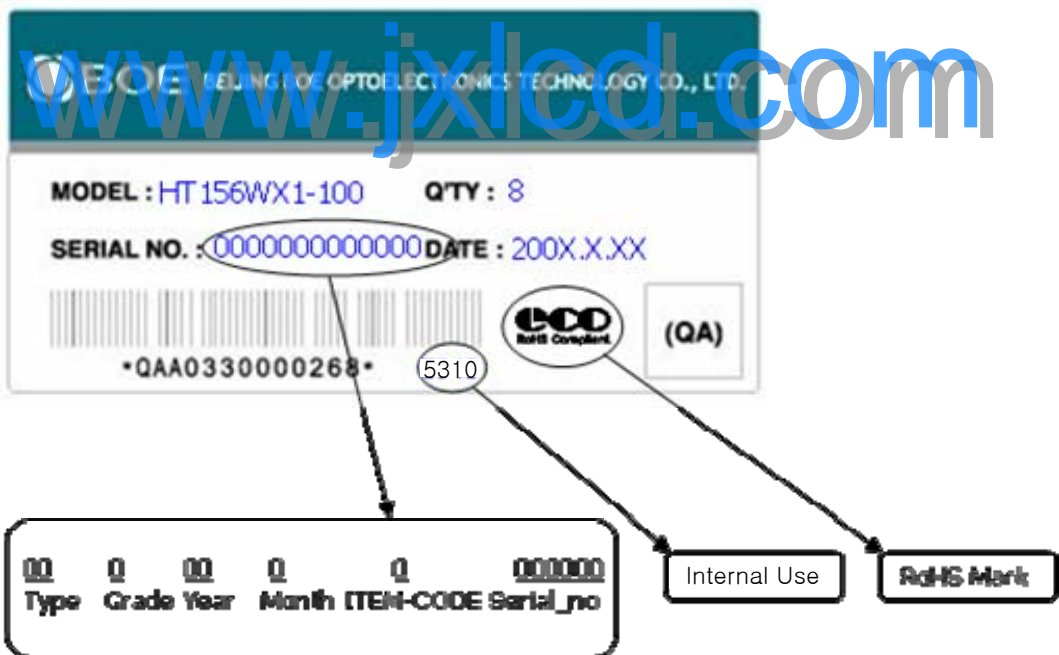 www.jxlcd.com
BOE BEIJING BOE OPTOELECTRONICS TECHNOLOGY CO., LTD.
MODEL : HT156WX1-100 Q'TY : 8
SERIAL NO. : 0000000000000 DATE : 200X.X.XX
eco
RoHS Compliant
(QA)
*QAA0330000268*
5310
00 0 00 0 0 000000
Type Grade Year Month ITEM-CODE Serial_no
Internal Use
RoHS Mark